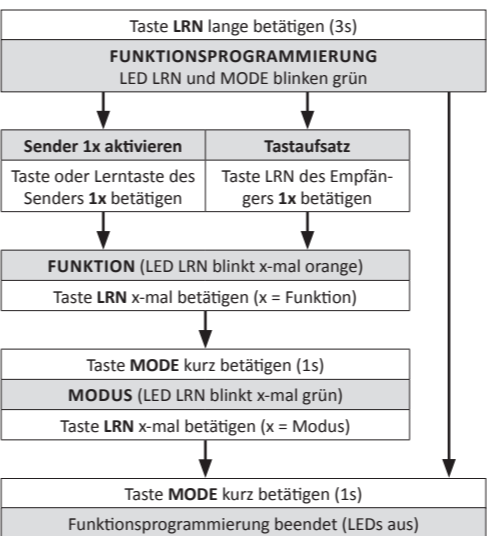 Taste LRN lange betätigen (3s)
FUNKTIONSPROGRAMMIERUNG
LED LRN und MODE blinken grün
Sender 1x aktivieren
Taste oder Lerntaste des
Senders 1x betätigen
Tastaufsatz
Taste LRN des Empfän-
gers 1x betätigen
FUNKTION (LED LRN blinkt x-mal orange)
Taste LRN x-mal betätigen (x = Funktion)
Taste MODE kurz betätigen (1s)
MODUS (LED LRN blinkt x-mal grün)
Taste LRN x-mal betätigen (x = Modus)
Taste MODE kurz betätigen (1s)
Funktionsprogrammierung beendet (LEDs aus)